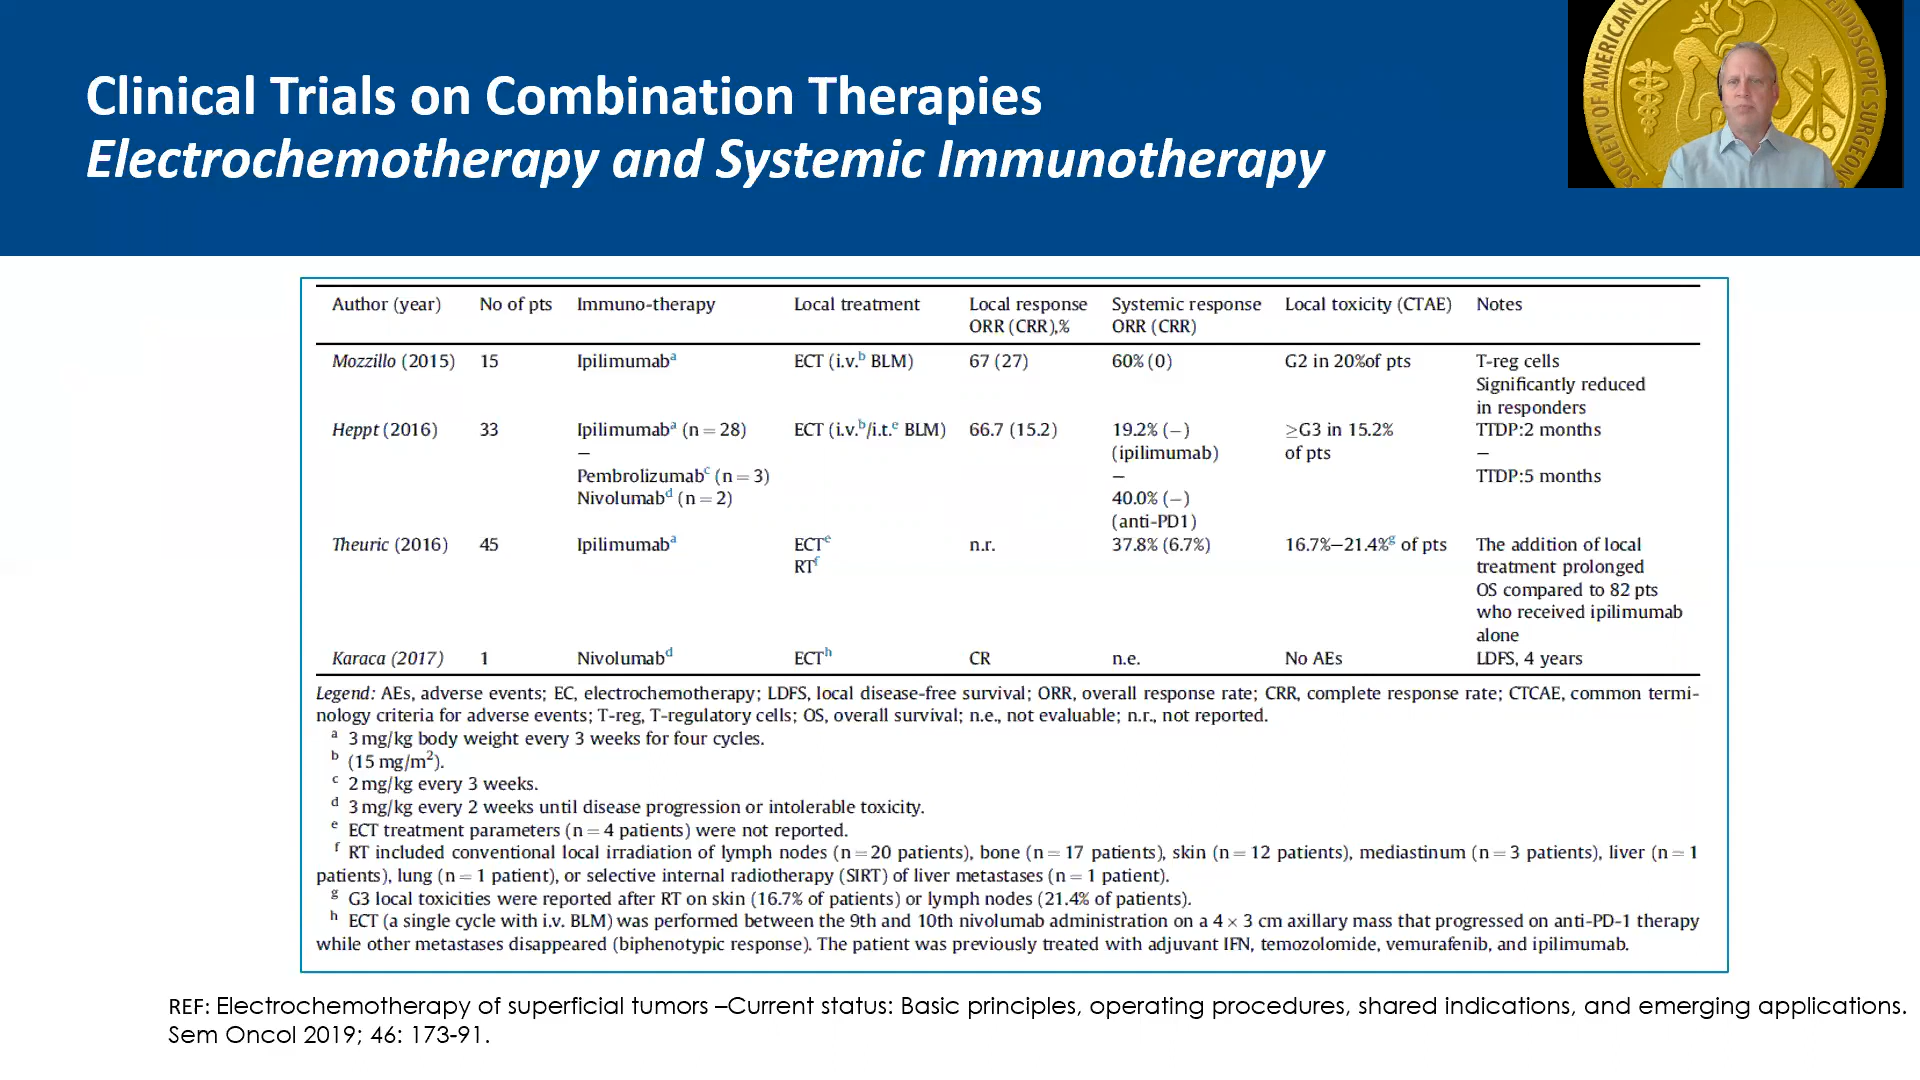 Clinical Trials on Combination Therapies
Electrochemotherapy and Systemic Immunotherapy
SOCIETY OF AMERICAN G
ENDOSCOPIC SURGEONS
Author (year) No of pts Immuno-therapy Local treatment Local response Systemic response Local toxicity (CTAE) Notes
ORR (CRR),% ORR (CRR)
Mozzillo (2015) 15 Ipilimumabᵃ ECT (i.v.ᵇ BLM) 67 (27) 60% (0) G2 in 20%of pts T-reg cells
Significantly reduced
in responders
Heppt (2016) 33 Ipilimumabᵃ (n = 28) ECT (i.v.ᵇ/i.t.ᵉ BLM) 66.7 (15.2) 19.2% (−) ≥G3 in 15.2% TTDP:2 months
– (ipilimumab) of pts –
Pembrolizumabᶜ (n = 3) – TTDP:5 months
Nivolumabᵈ (n = 2) 40.0% (−)
(anti-PD1)
Theuric (2016) 45 Ipilimumabᵃ ECTᵉ n.r. 37.8% (6.7%) 16.7%–21.4%ᵍ of pts The addition of local
RTᶠ treatment prolonged
OS compared to 82 pts
who received ipilimumab
alone
Karaca (2017) 1 Nivolumabᵈ ECTʰ CR n.e. No AEs LDFS, 4 years
Legend: AEs, adverse events; EC, electrochemotherapy; LDFS, local disease-free survival; ORR, overall response rate; CRR, complete response rate; CTCAE, common termi-
nology criteria for adverse events; T-reg, T-regulatory cells; OS, overall survival; n.e., not evaluable; n.r., not reported.
ᵃ 3 mg/kg body weight every 3 weeks for four cycles.
ᵇ (15 mg/m²).
ᶜ 2 mg/kg every 3 weeks.
ᵈ 3 mg/kg every 2 weeks until disease progression or intolerable toxicity.
ᵉ ECT treatment parameters (n = 4 patients) were not reported.
ᶠ RT included conventional local irradiation of lymph nodes (n = 20 patients), bone (n = 17 patients), skin (n = 12 patients), mediastinum (n = 3 patients), liver (n = 1
patients), lung (n = 1 patient), or selective internal radiotherapy (SIRT) of liver metastases (n = 1 patient).
ᵍ G3 local toxicities were reported after RT on skin (16.7% of patients) or lymph nodes (21.4% of patients).
ʰ ECT (a single cycle with i.v. BLM) was performed between the 9th and 10th nivolumab administration on a 4 × 3 cm axillary mass that progressed on anti-PD-1 therapy
while other metastases disappeared (biphenotypic response). The patient was previously treated with adjuvant IFN, temozolomide, vemurafenib, and ipilimumab.
REF: Electrochemotherapy of superficial tumors –Current status: Basic principles, operating procedures, shared indications, and emerging applications.
Sem Oncol 2019; 46: 173-91.